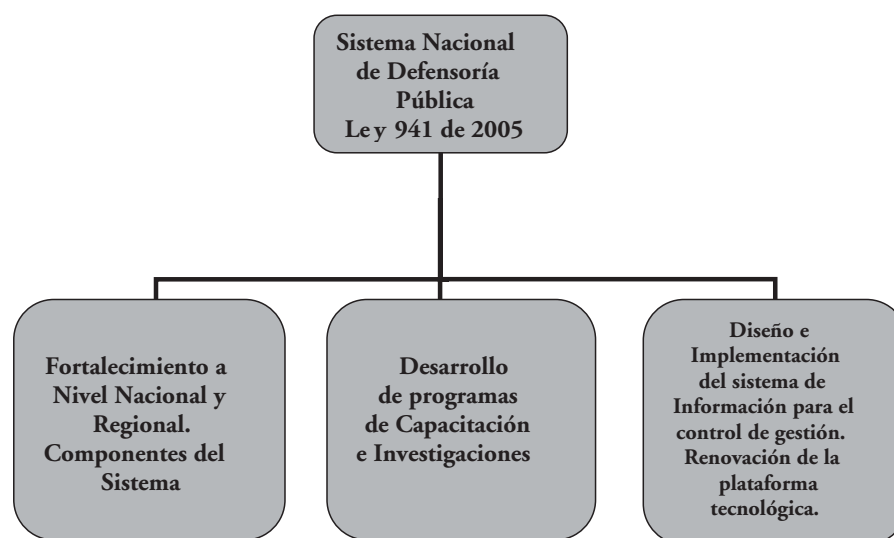 Sistema Nacional
de Defensoría
Pública
Ley 941 de 2005
Fortalecimiento a
Nivel Nacional y
Regional.
Componentes del
Sistema
Desarrollo
de programas
de Capacitación
e Investigaciones
Diseño e
Implementación
del sistema de
Información para el
control de gestión.
Renovación de la
plataforma
tecnológica.